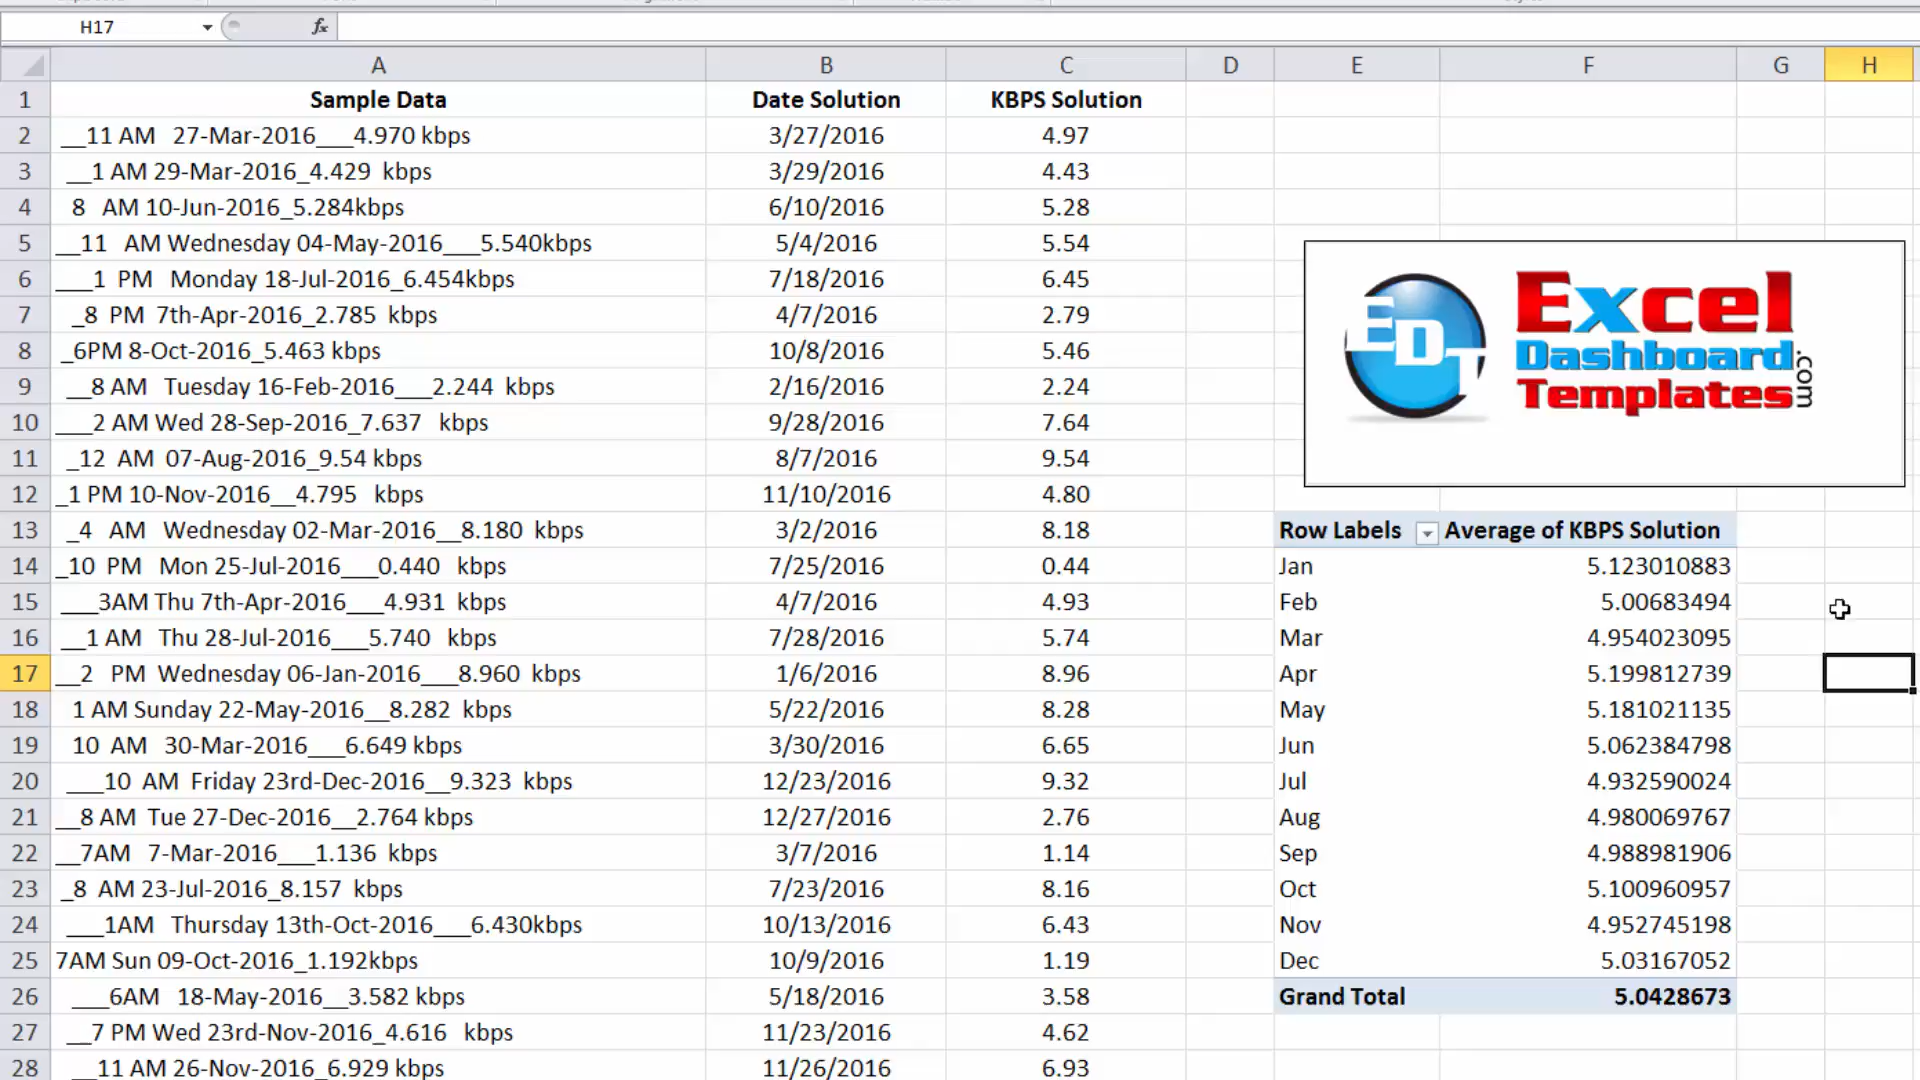 H17 fx
A B C D E F G H
1 Sample Data Date Solution KBPS Solution
2 __11 AM   27-Mar-2016___4.970 kbps 3/27/2016 4.97
3 __1 AM 29-Mar-2016_4.429  kbps 3/29/2016 4.43
4 8   AM 10-Jun-2016_5.284kbps 6/10/2016 5.28
5 __11   AM Wednesday 04-May-2016___5.540kbps 5/4/2016 5.54
6 ___1  PM   Monday 18-Jul-2016_6.454kbps 7/18/2016 6.45
7 _8  PM  7th-Apr-2016_2.785  kbps 4/7/2016 2.79
8 _6PM 8-Oct-2016_5.463 kbps 10/8/2016 5.46
9 __8 AM   Tuesday 16-Feb-2016___2.244  kbps 2/16/2016 2.24
10 ___2 AM Wed 28-Sep-2016_7.637   kbps 9/28/2016 7.64
11 _12  AM  07-Aug-2016_9.54 kbps 8/7/2016 9.54
12 _1 PM 10-Nov-2016__4.795   kbps 11/10/2016 4.80
EDT Excel
Dashboard
Templates
.com
13 _4   AM   Wednesday 02-Mar-2016__8.180  kbps 3/2/2016 8.18 Row Labels Average of KBPS Solution
14 _10  PM   Mon 25-Jul-2016___0.440   kbps 7/25/2016 0.44 Jan 5.123010883
15 ___3AM Thu 7th-Apr-2016___4.931  kbps 4/7/2016 4.93 Feb 5.00683494
16 __1 AM   Thu 28-Jul-2016___5.740   kbps 7/28/2016 5.74 Mar 4.954023095
17 __2   PM  Wednesday 06-Jan-2016___8.960  kbps 1/6/2016 8.96 Apr 5.199812739
18 1 AM Sunday 22-May-2016__8.282  kbps 5/22/2016 8.28 May 5.181021135
19 10  AM   30-Mar-2016___6.649 kbps 3/30/2016 6.65 Jun 5.062384798
20 ___10  AM  Friday 23rd-Dec-2016__9.323  kbps 12/23/2016 9.32 Jul 4.932590024
21 __8 AM  Tue 27-Dec-2016__2.764 kbps 12/27/2016 2.76 Aug 4.980069767
22 __7AM   7-Mar-2016___1.136  kbps 3/7/2016 1.14 Sep 4.988981906
23 _8  AM 23-Jul-2016_8.157  kbps 7/23/2016 8.16 Oct 5.100960957
24 ___1AM   Thursday 13th-Oct-2016___6.430kbps 10/13/2016 6.43 Nov 4.952745198
25 7AM Sun 09-Oct-2016_1.192kbps 10/9/2016 1.19 Dec 5.03167052
26 ___6AM   18-May-2016__3.582 kbps 5/18/2016 3.58 Grand Total 5.0428673
27 __7 PM Wed 23rd-Nov-2016_4.616   kbps 11/23/2016 4.62
28 __11 AM 26-Nov-2016_6.929 kbps 11/26/2016 6.93